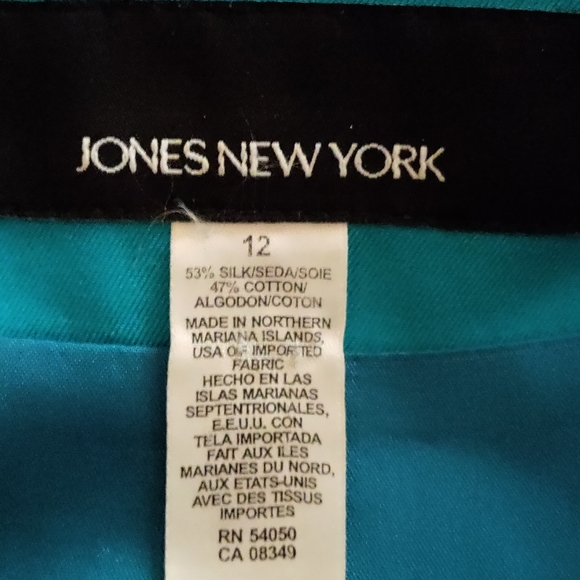 JONES NEW YORK
12
53% SILK/SEDA/SOIE
47% COTTON/
ALGODON/COTON
MADE IN NORTHERN
MARIANA ISLANDS,
USA OF IMPORTED
FABRIC
HECHO EN LAS
ISLAS MARIANAS
SEPTENTRIONALES,
E.E.U.U. CON
TELA IMPORTADA
FAIT AUX ILES
MARIANES DU NORD,
AUX ETATS-UNIS
AVEC DES TISSUS
IMPORTES
RN 54050
CA 08349